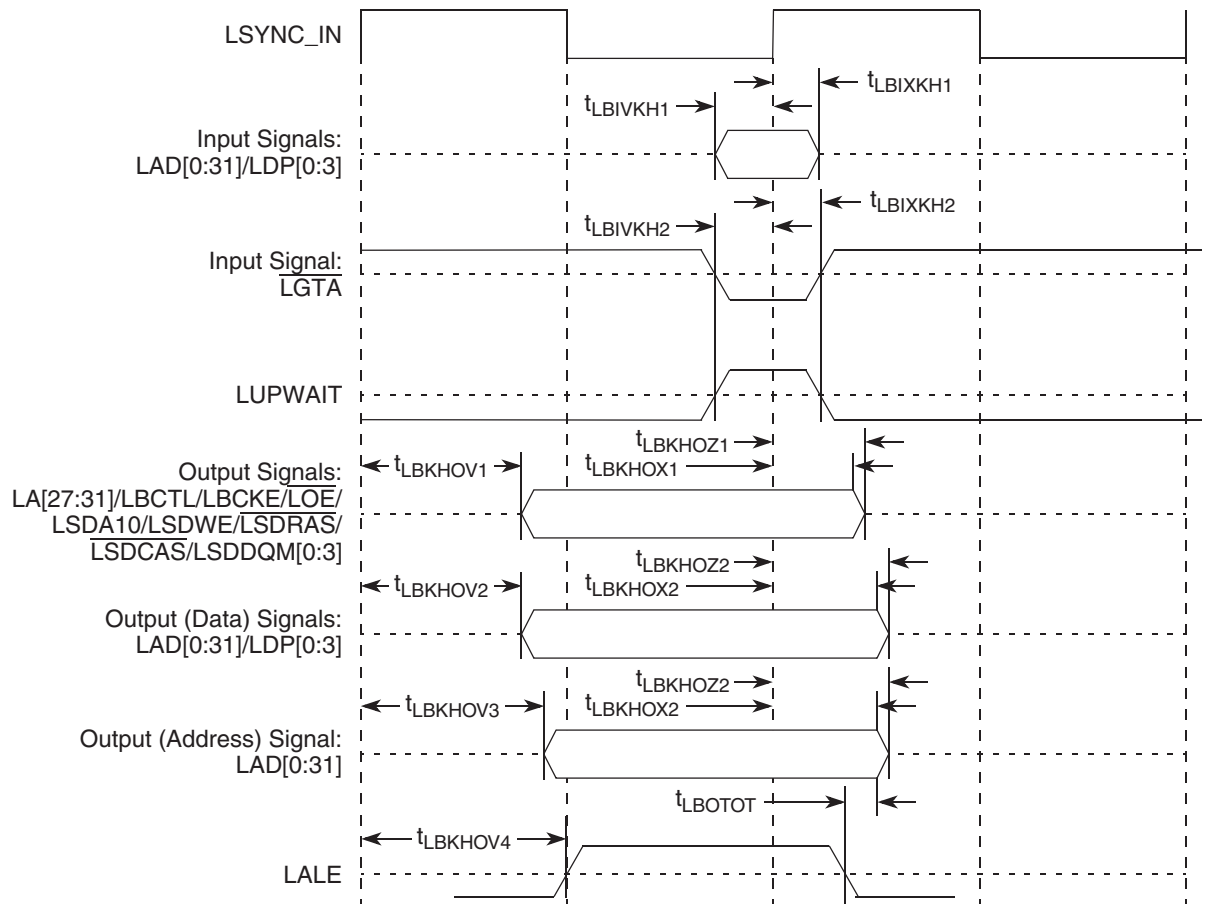 LSYNC_IN
tLBIXKH1
tLBIVKH1
Input Signals:
LAD[0:31]/LDP[0:3]
tLBIXKH2
tLBIVKH2
Input Signal:
LGTA
LUPWAIT
tLBKHOZ1
tLBKHOV1
tLBKHOX1
Output Signals:
LA[27:31]/LBCTL/LBCKE/LOE/
LSDA10/LSDWE/LSDRAS/
LSDCAS/LSDDQM[0:3]
tLBKHOZ2
tLBKHOV2
tLBKHOX2
Output (Data) Signals:
LAD[0:31]/LDP[0:3]
tLBKHOZ2
tLBKHOV3
tLBKHOX2
Output (Address) Signal:
LAD[0:31]
tLBOTOT
tLBKHOV4
LALE